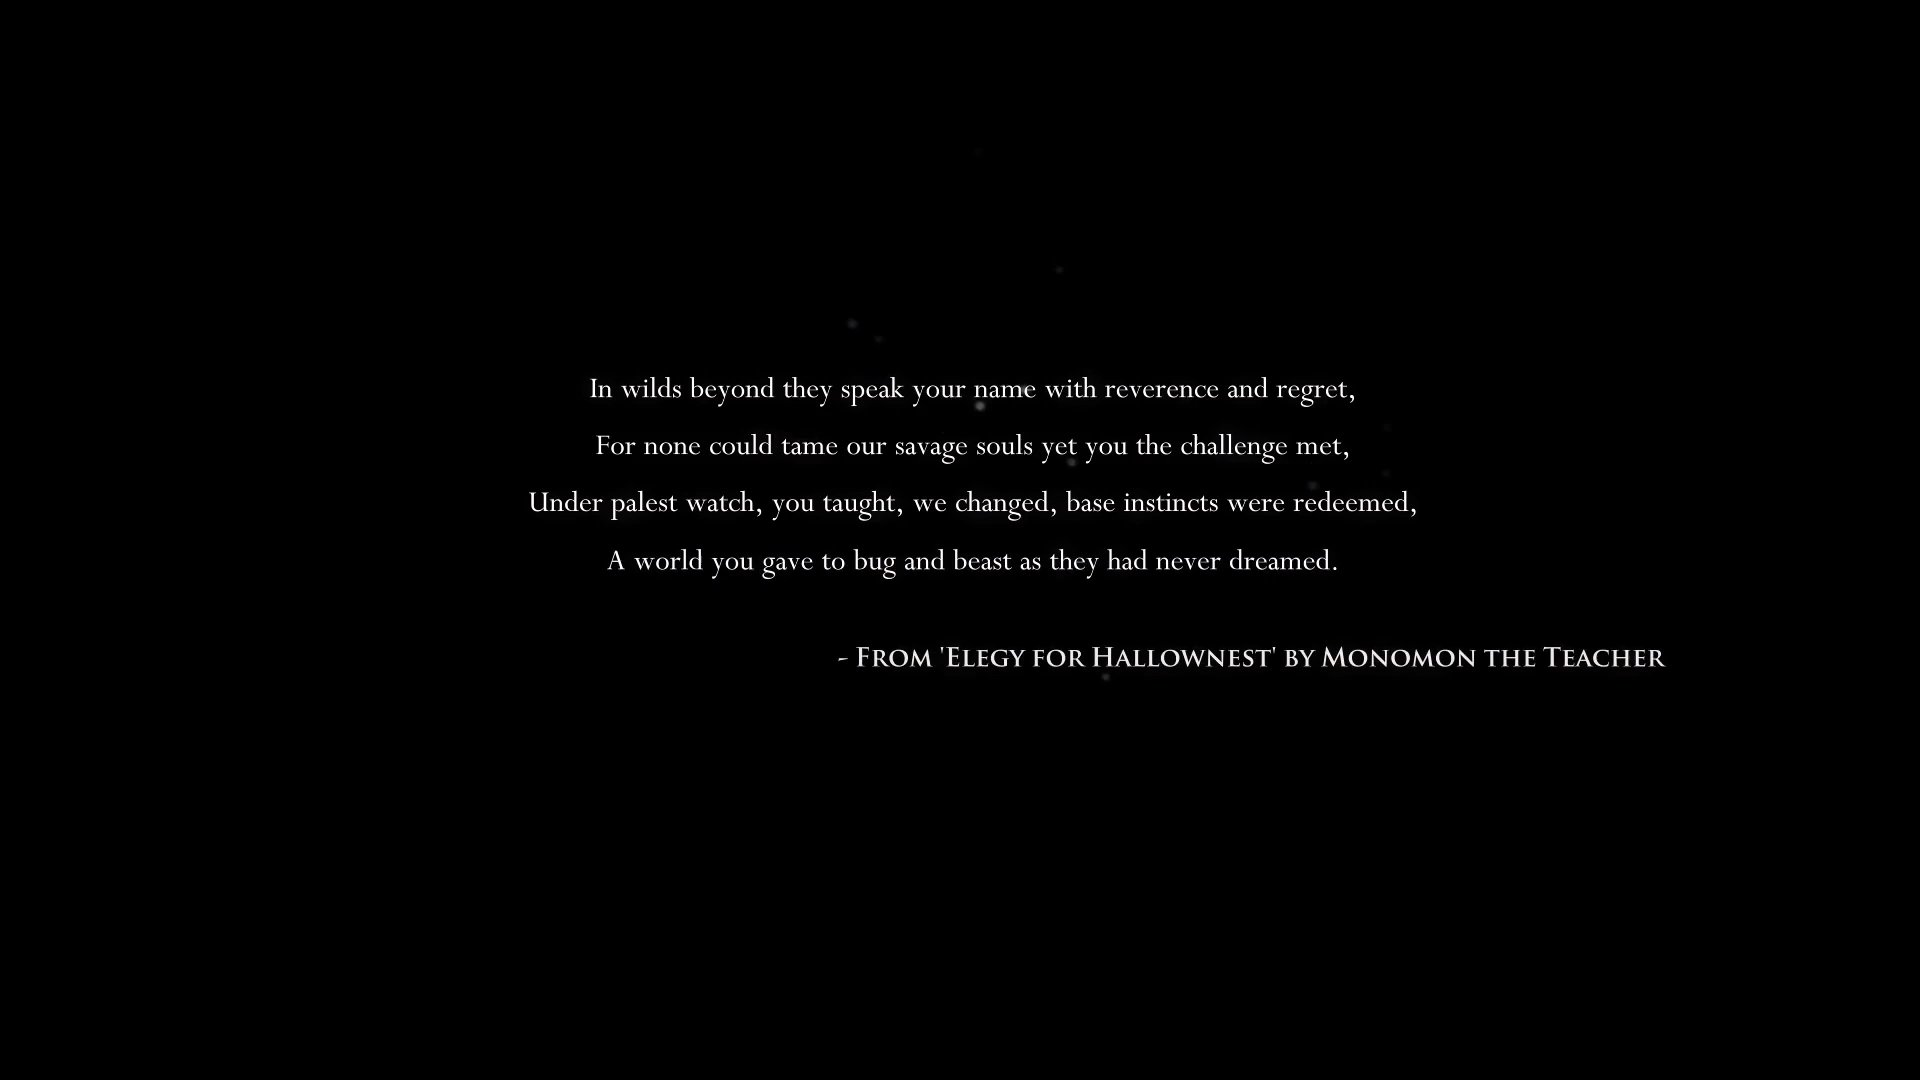 In wilds beyond they speak your name with reverence and regret,
For none could tame our savage souls yet you the challenge met,
Under palest watch, you taught, we changed, base instincts were redeemed,
A world you gave to bug and beast as they had never dreamed.
- From 'Elegy for Hallownest' by Monomon the Teacher